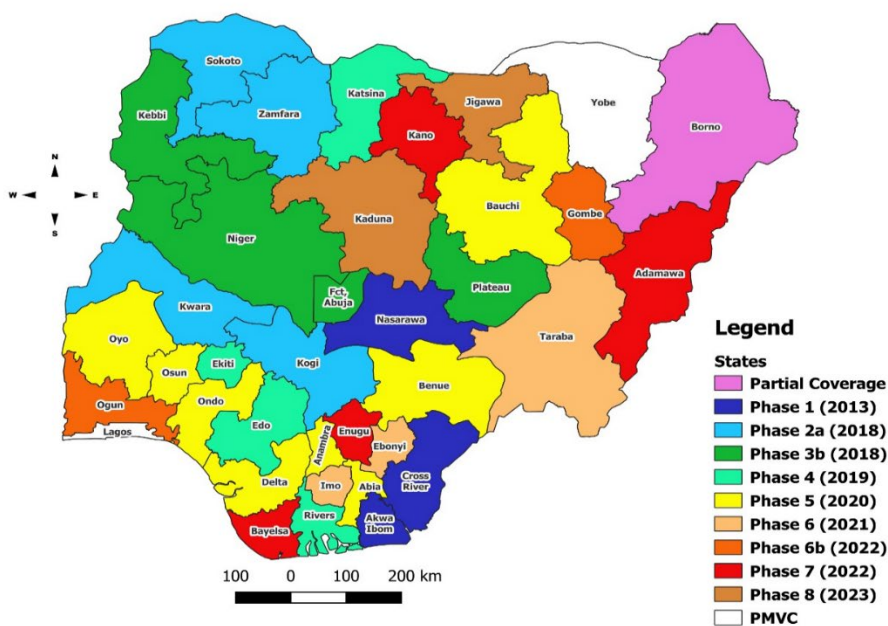 Sokoto
Katsina
Jigawa
Yobe
Kebbi
Zamfara
Kano
Borno
N
W E
S
Kaduna
Bauchi
Gombe
Niger
Adamawa
Fct,
Abuja
Plateau
Kwara
Nasarawa
Taraba
Oyo
Ekiti
Kogi
Osun
Benue
Ogun
Ondo
Lagos
Edo
Anambra
Enugu
Ebonyi
Delta
Imo
Abia
Cross
River
Rivers
Akwa
Ibom
Bayelsa
100 0 100 200 km
Legend
States
Partial Coverage
Phase 1 (2013)
Phase 2a (2018)
Phase 3b (2018)
Phase 4 (2019)
Phase 5 (2020)
Phase 6 (2021)
Phase 6b (2022)
Phase 7 (2022)
Phase 8 (2023)
PMVC